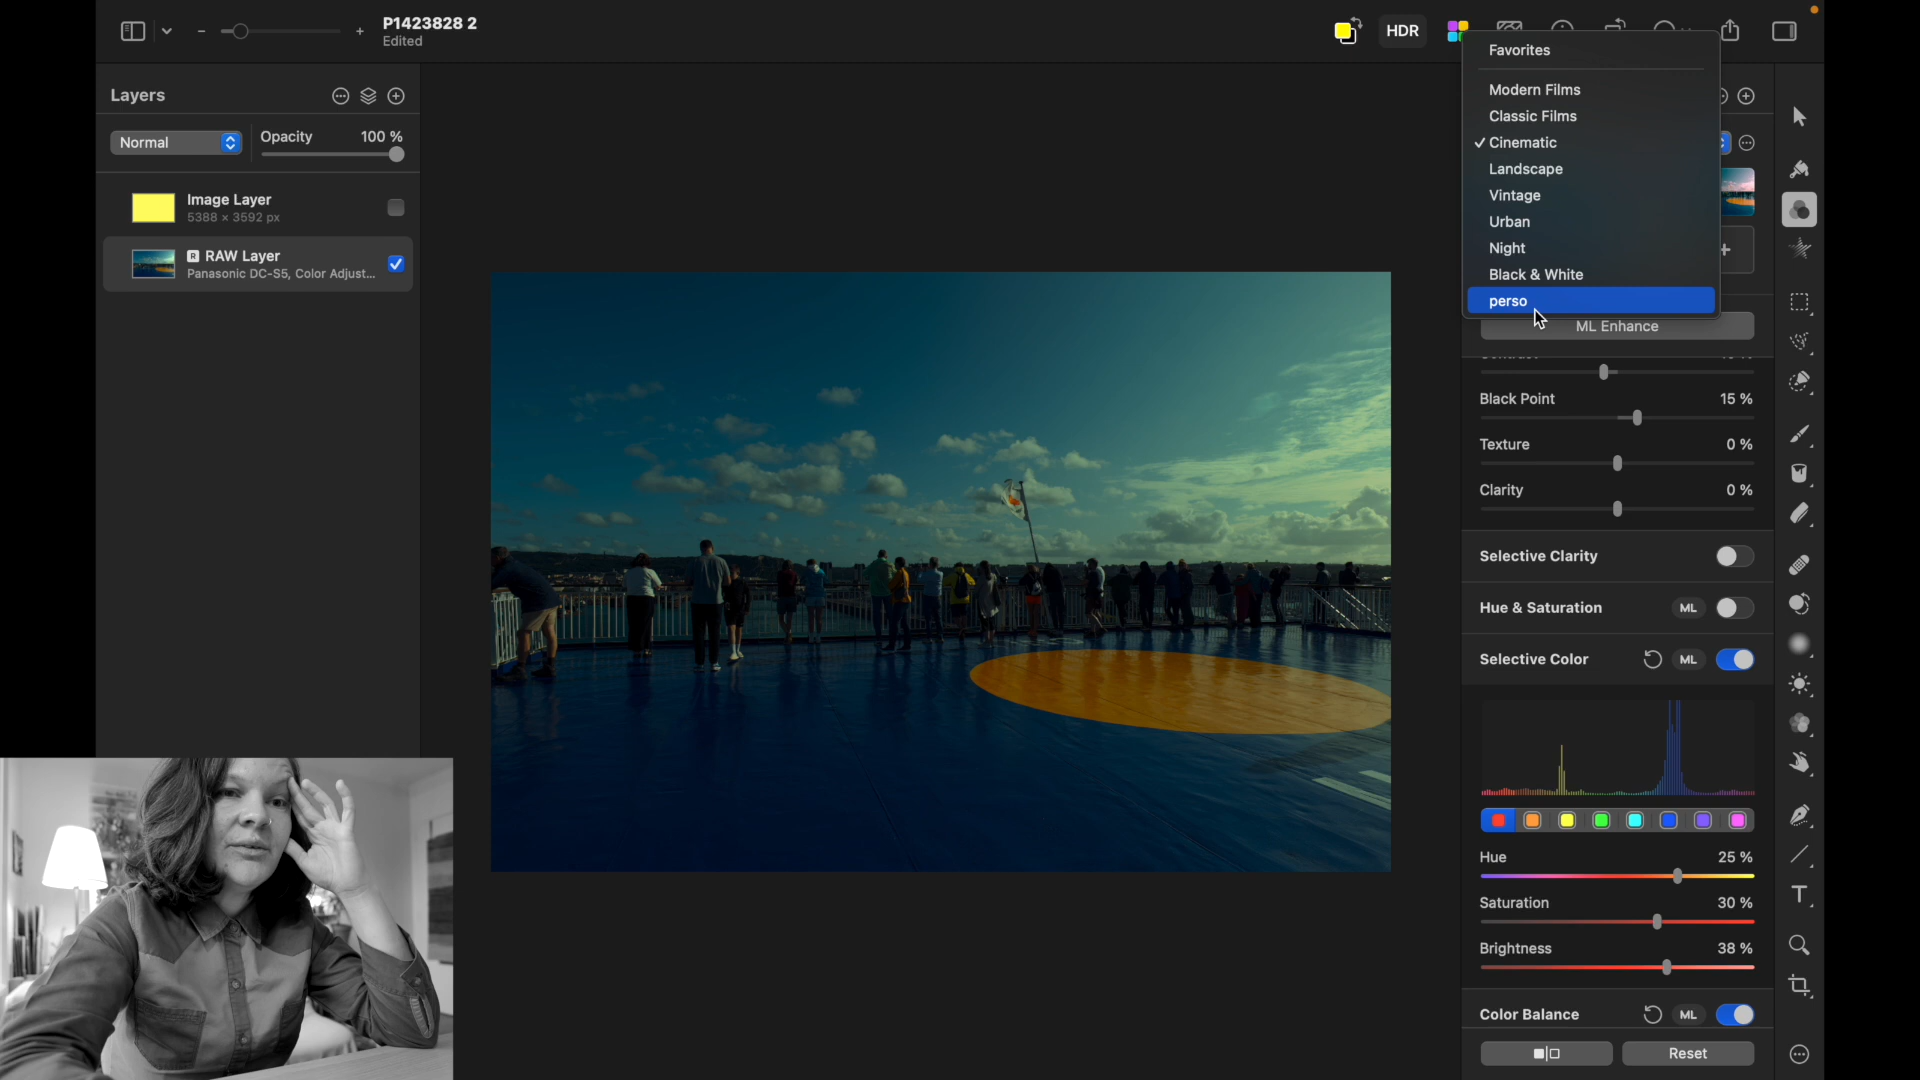 P1423828 2
Edited
HDR
Layers
Normal
Opacity
100 %
Image Layer
5388 × 3592 px
R RAW Layer
Panasonic DC-S5, Color Adjust...
Favorites
Modern Films
Classic Films
✓ Cinematic
Landscape
Vintage
Urban
Night
Black & White
perso
ML Enhance
Black Point
15 %
Texture
0 %
Clarity
0 %
Selective Clarity
Hue & Saturation
ML
Selective Color
ML
Hue
25 %
Saturation
30 %
Brightness
38 %
Color Balance
ML
Reset
T